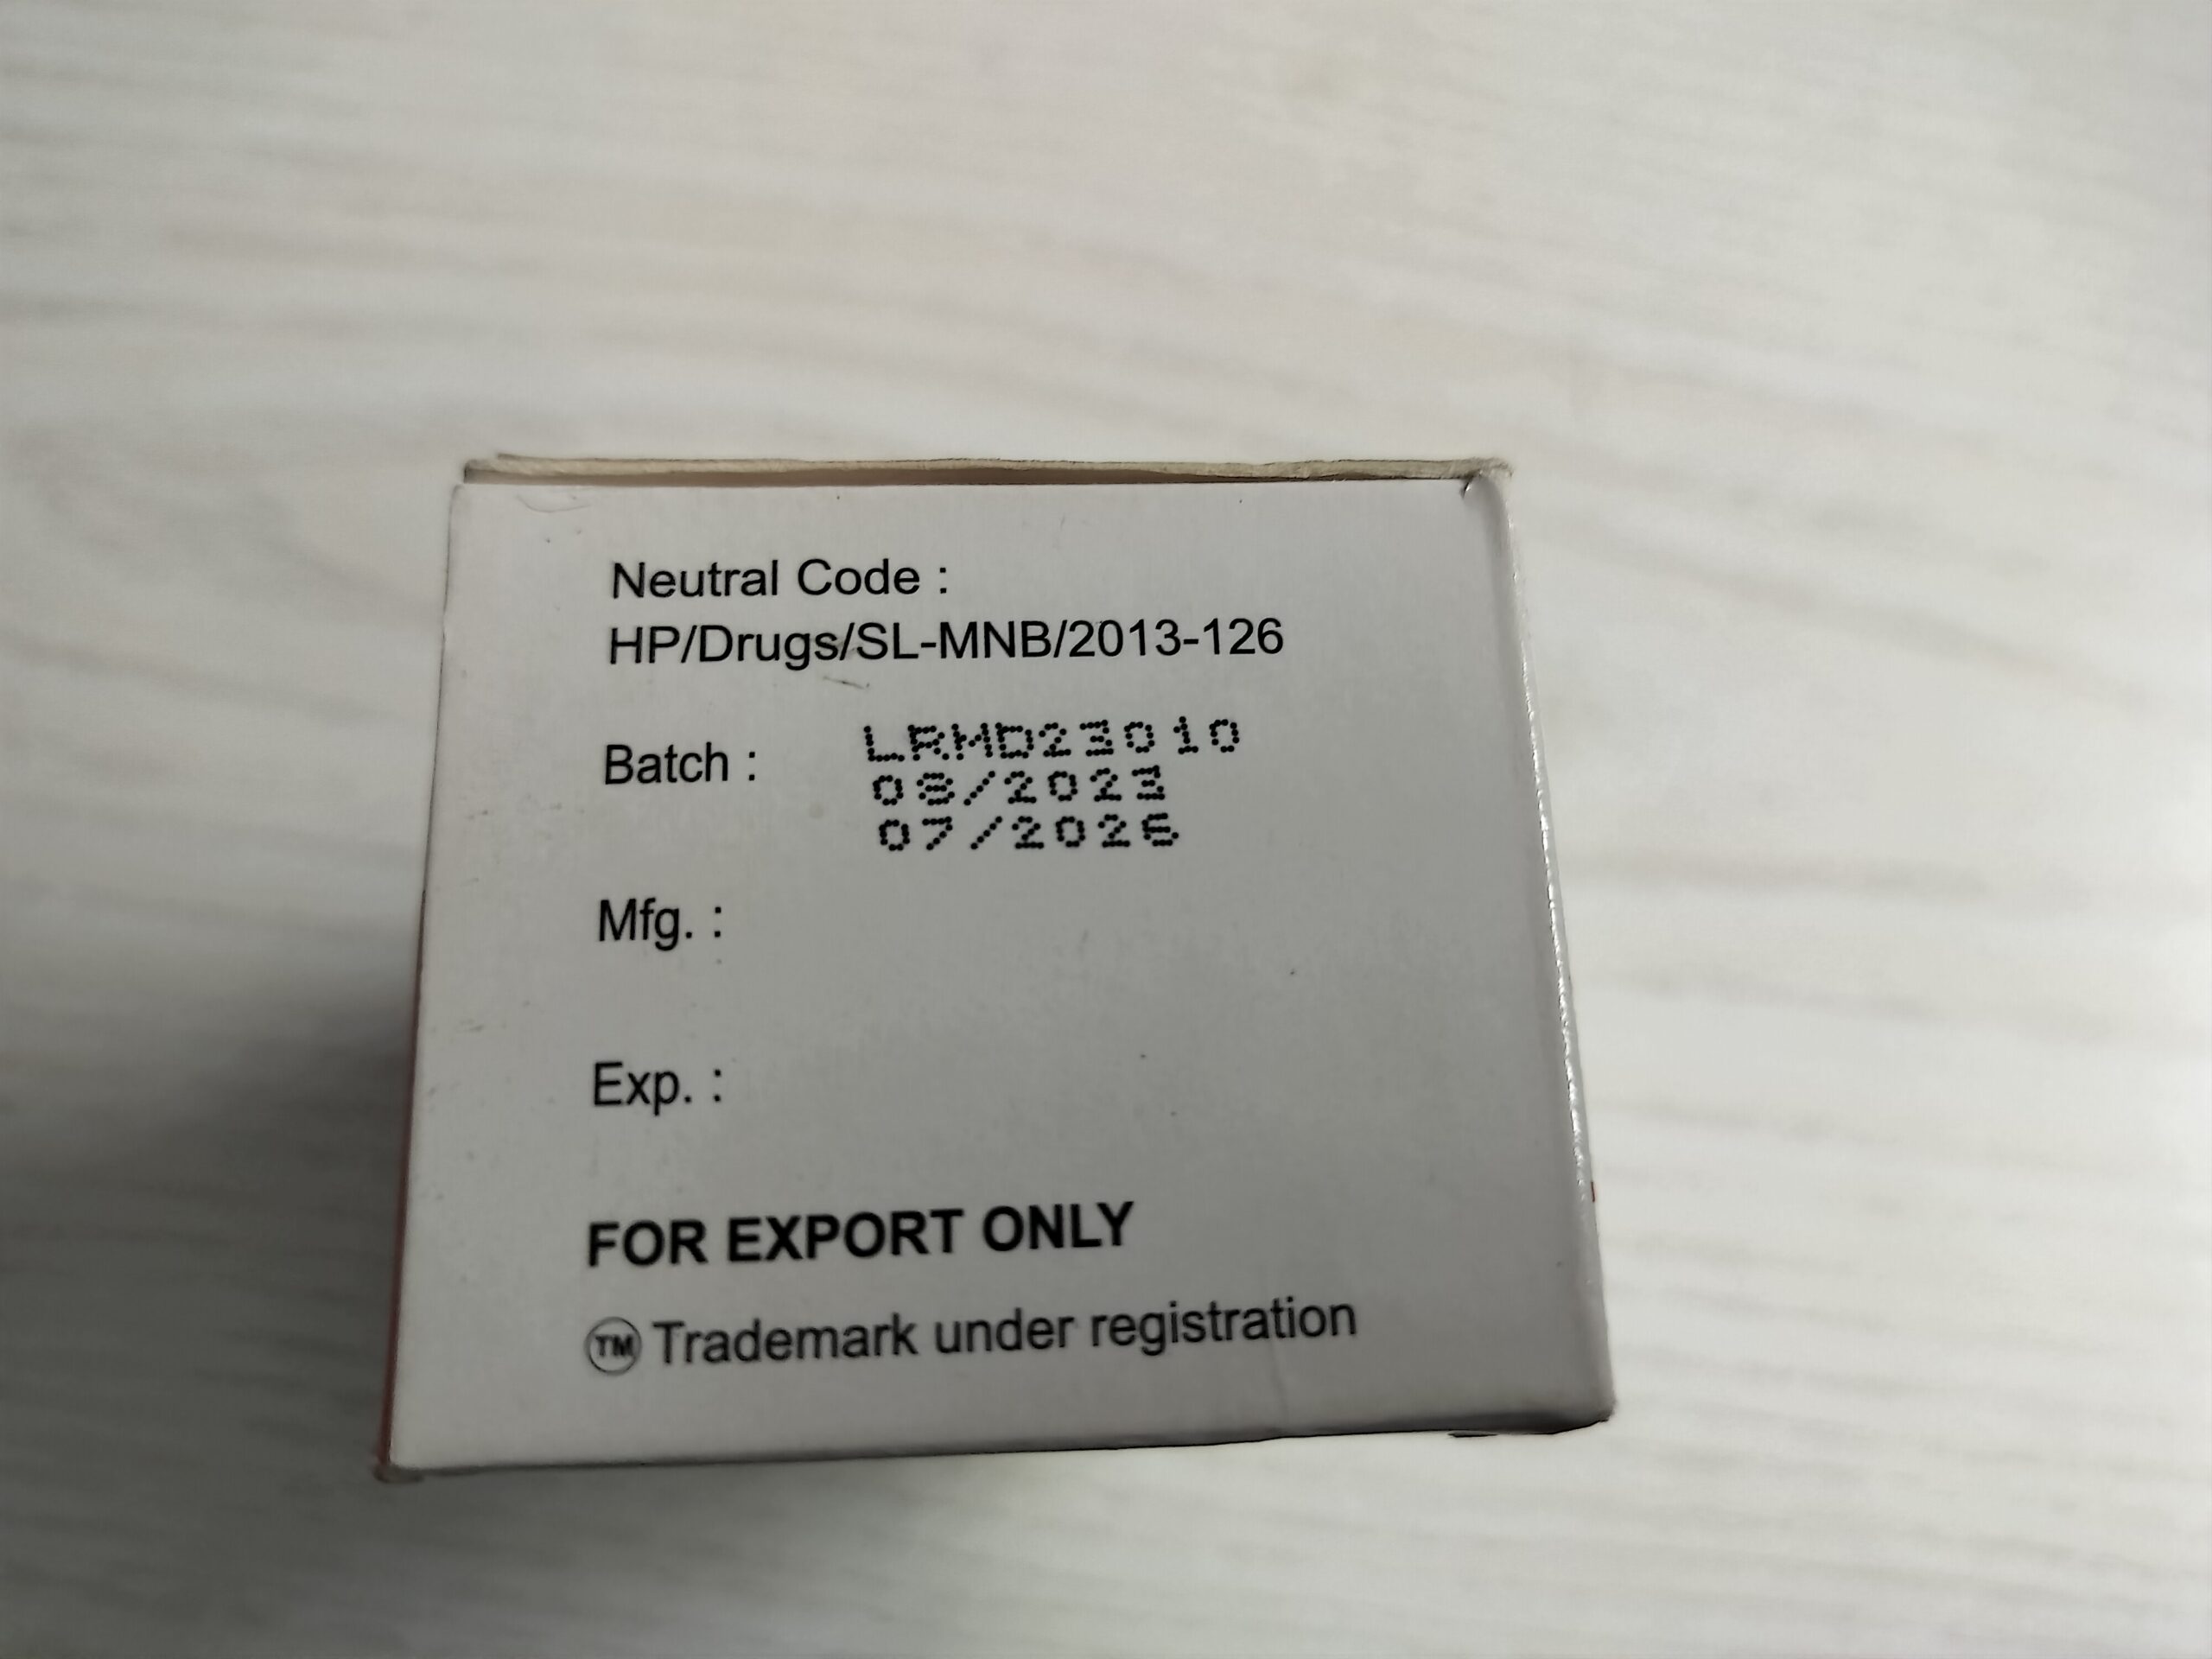 Neutral Code :
HP/Drugs/SL-MNB/2013-126
Batch : LRMD23010
08/2023
07/2026
Mfg. :
Exp. :
FOR EXPORT ONLY
TM Trademark under registration